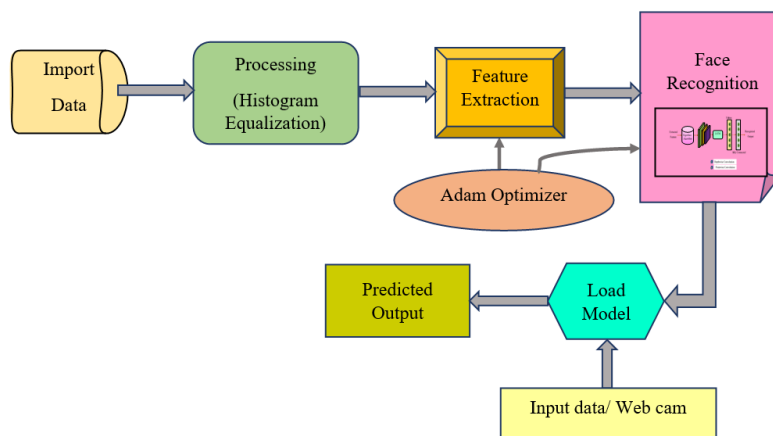 Import
Data
Processing
(Histogram
Equalization)
Feature
Extraction
Face
Recognition
Adam Optimizer
Predicted
Output
Load
Model
Input data/ Web cam